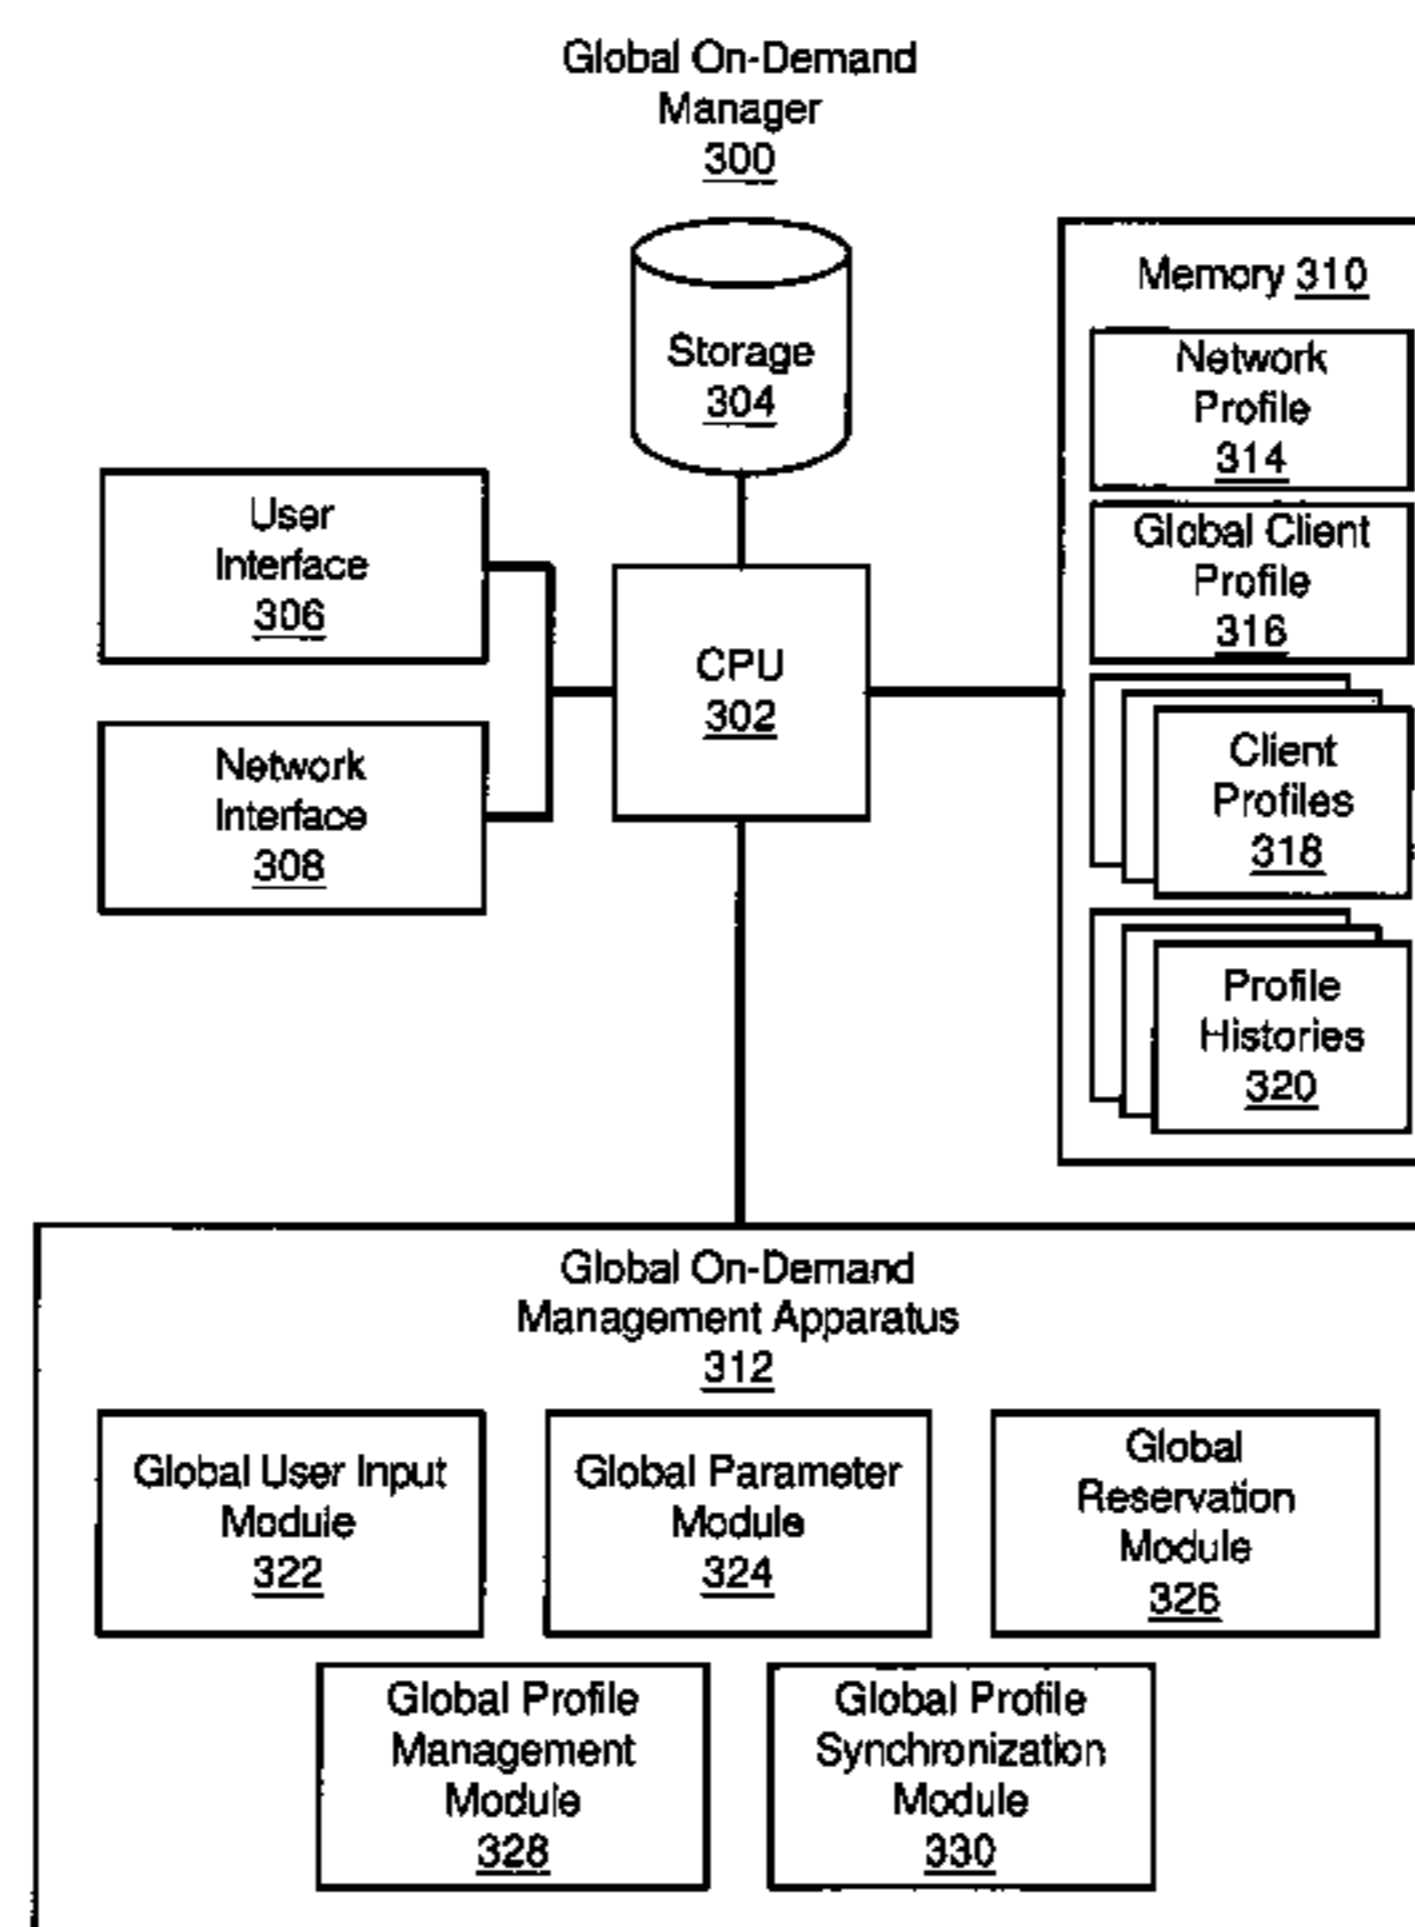 Global On-Demand
Manager
300
Storage
304
Memory 310
Network
Profile
314
Global Client
Profile
316
Client
Profiles
318
Profile
Histories
320
User
Interface
306
Network
Interface
308
CPU
302
Global On-Demand
Management Apparatus
312
Global User Input
Module
322
Global Parameter
Module
324
Global
Reservation
Module
326
Global Profile
Management
Module
328
Global Profile
Synchronization
Module
330